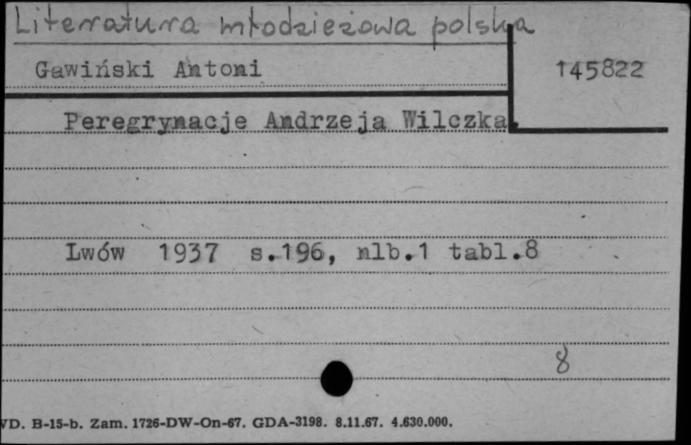 Literatura młodzieżowa polska
Gawiński Antoni
145822
Peregrynacje Andrzeja Wilczka.
Lwów 1937 s.196, nlb.1 tabl.8
8
VD. B-15-b. Zam. 1726-DW-On-67. GDA-3198. 8.11.67. 4.630.000.